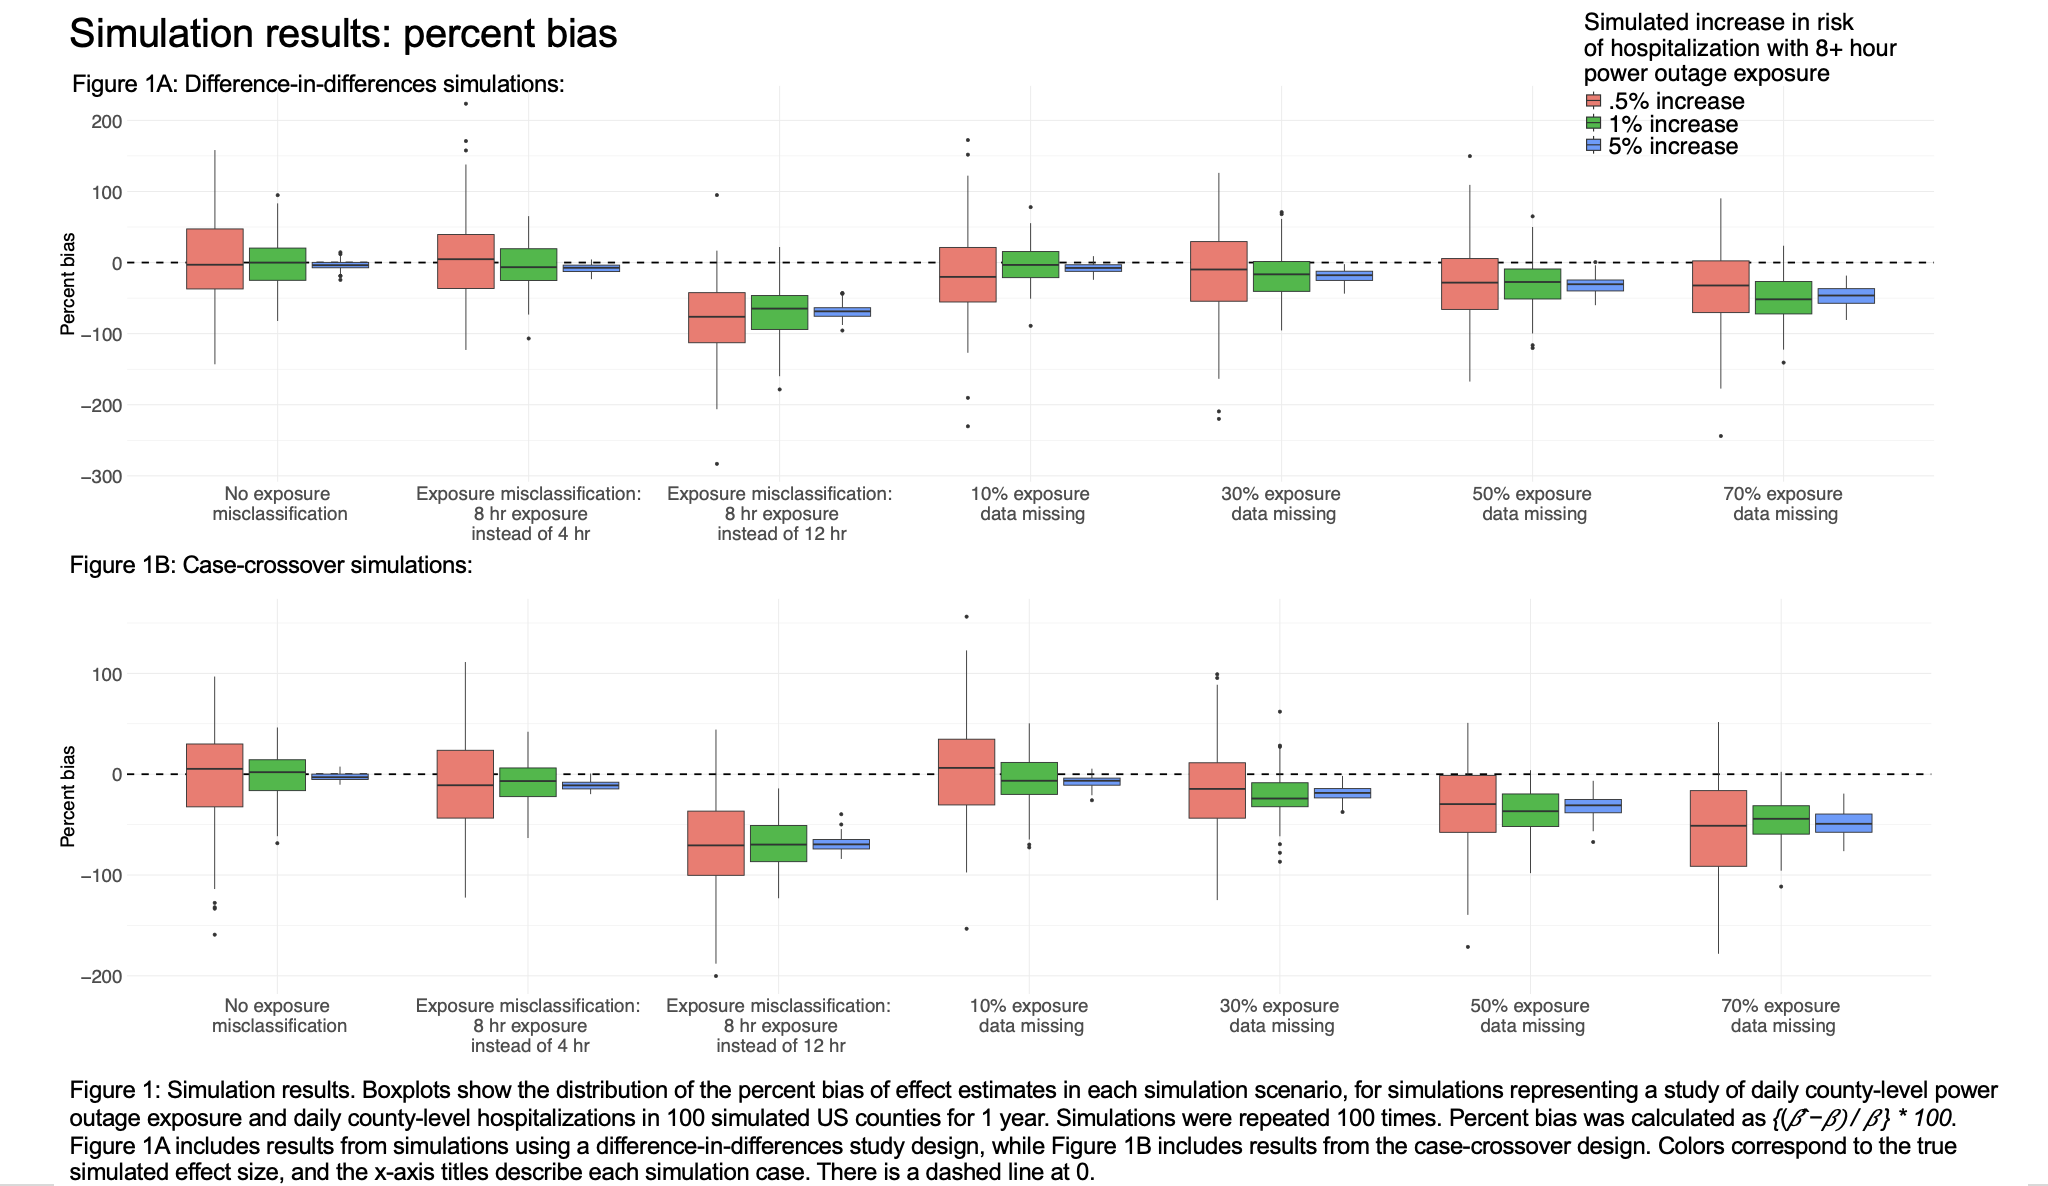 Simulation results: percent bias
Simulated increase in risk
of hospitalization with 8+ hour
power outage exposure
.5% increase
1% increase
5% increase
Figure 1A: Difference-in-differences simulations:
Percent bias
200
100
0
−100
−200
−300
No exposure
misclassification
Exposure misclassification:
8 hr exposure
instead of 4 hr
Exposure misclassification:
8 hr exposure
instead of 12 hr
10% exposure
data missing
30% exposure
data missing
50% exposure
data missing
70% exposure
data missing
Figure 1B: Case-crossover simulations:
Percent bias
100
0
−100
−200
No exposure
misclassification
Exposure misclassification:
8 hr exposure
instead of 4 hr
Exposure misclassification:
8 hr exposure
instead of 12 hr
10% exposure
data missing
30% exposure
data missing
50% exposure
data missing
70% exposure
data missing
Figure 1: Simulation results. Boxplots show the distribution of the percent bias of effect estimates in each simulation scenario, for simulations representing a study of daily county-level power
outage exposure and daily county-level hospitalizations in 100 simulated US counties for 1 year. Simulations were repeated 100 times. Percent bias was calculated as {(β̂−β)/ β} * 100.
Figure 1A includes results from simulations using a difference-in-differences study design, while Figure 1B includes results from the case-crossover design. Colors correspond to the true
simulated effect size, and the x-axis titles describe each simulation case. There is a dashed line at 0.